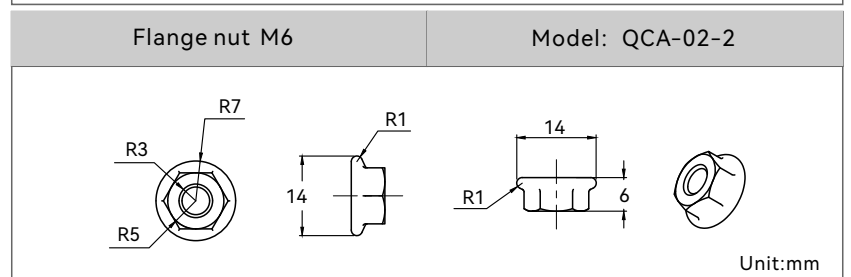 Flange nut M6
Model: QCA-02-2
R7
R3
R5
R1
14
14
R1
6
Unit:mm